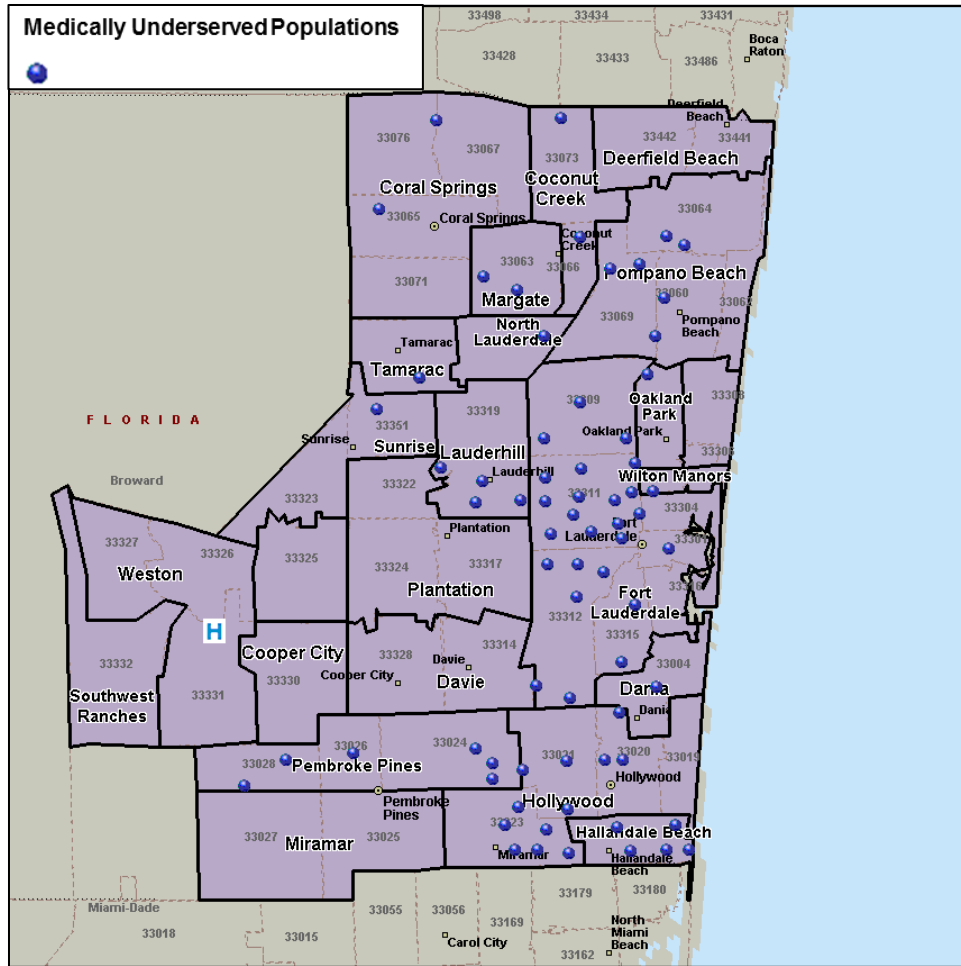 Medically Underserved Populations
33498
33434
33431
Boca
Raton
33428
33433
33486
Deerfield
Beach
33076
33067
33073
33442
33441
Deerfield Beach
Coconut
Creek
Coral Springs
33065
Coral Springs
33064
Coconut
Creek
33063
33066
Pompano Beach
33071
Margate
33060
33062
33069
Pompano
Beach
North
Lauderdale
Tamarac
Tamarac
33309
33308
Oakland
Park
FLORIDA
33351
33319
Sunrise
Sunrise
Oakland Park
Lauderhill
33305
Broward
33322
Lauderhill
Wilton Manors
33323
33311
33304
33327
33326
33325
Plantation
Fort
Lauderdale
33301
Weston
33324
33317
33316
Plantation
Fort
Lauderdale
33312
H
33315
33314
33328
Cooper City
Davie
33004
33332
33330
Cooper City
Davie
Dania
Southwest
Ranches
33331
Dania
33028
33026
33024
33021
33020
33019
Pembroke Pines
Hollywood
Pembroke
Pines
Hollywood
33027
33025
Miramar
33023
Hallandale Beach
Miramar
Hallandale
Beach
33179
33180
Miami-Dade
33055
33056
33018
33015
33169
North
Miami
Beach
Carol City
33162